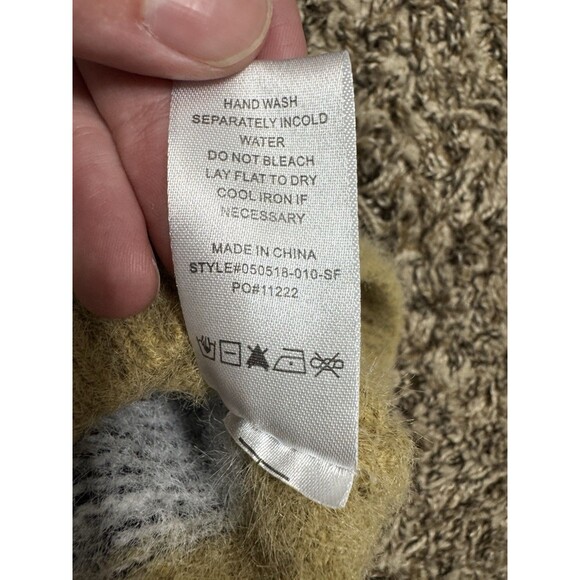 HAND WASH
SEPARATELY INCOLD
WATER
DO NOT BLEACH
LAY FLAT TO DRY
COOL IRON IF
NECESSARY
MADE IN CHINA
STYLE#050518-010-SF
PO#11222